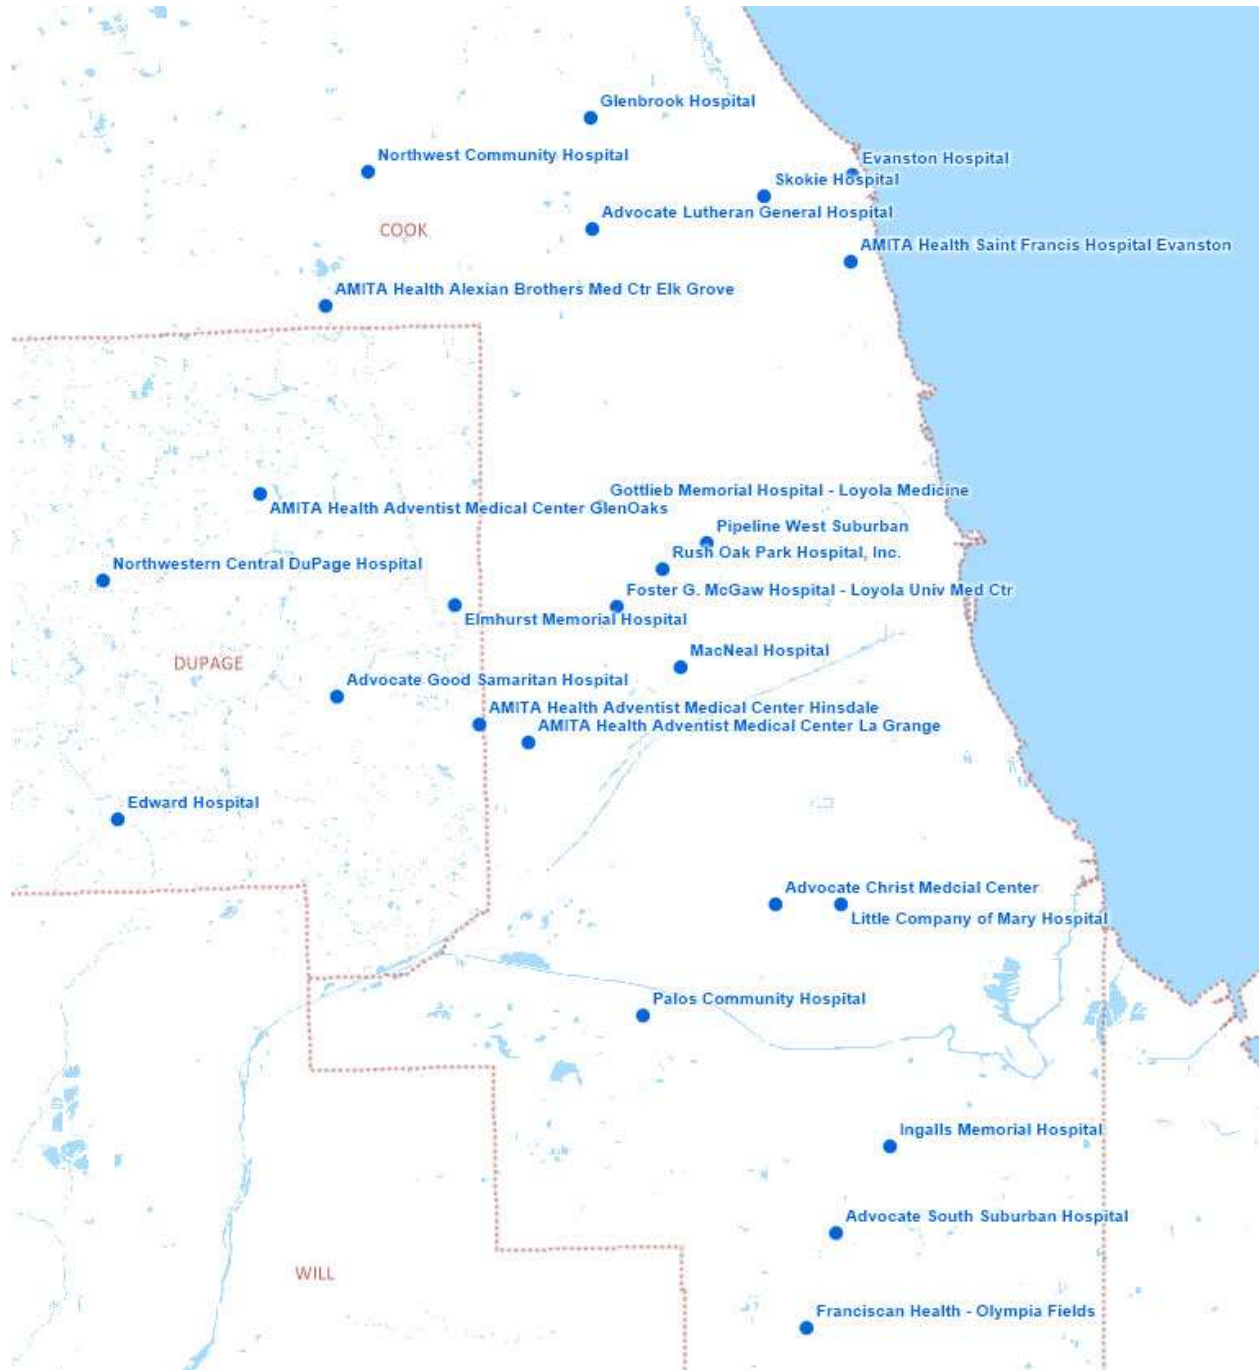 Glenbrook Hospital
Northwest Community Hospital
Evanston Hospital
Skokie Hospital
Advocate Lutheran General Hospital
COOK
AMITA Health Saint Francis Hospital Evanston
AMITA Health Alexian Brothers Med Ctr Elk Grove
Gottlieb Memorial Hospital - Loyola Medicine
AMITA Health Adventist Medical Center GlenOaks
Pipeline West Suburban
Rush Oak Park Hospital, Inc.
Northwestern Central DuPage Hospital
Foster G. McGaw Hospital - Loyola Univ Med Ctr
Elmhurst Memorial Hospital
MacNeal Hospital
DUPAGE
Advocate Good Samaritan Hospital
AMITA Health Adventist Medical Center Hinsdale
AMITA Health Adventist Medical Center La Grange
Edward Hospital
Advocate Christ Medcial Center
Little Company of Mary Hospital
Palos Community Hospital
Ingalls Memorial Hospital
Advocate South Suburban Hospital
WILL
Franciscan Health - Olympia Fields